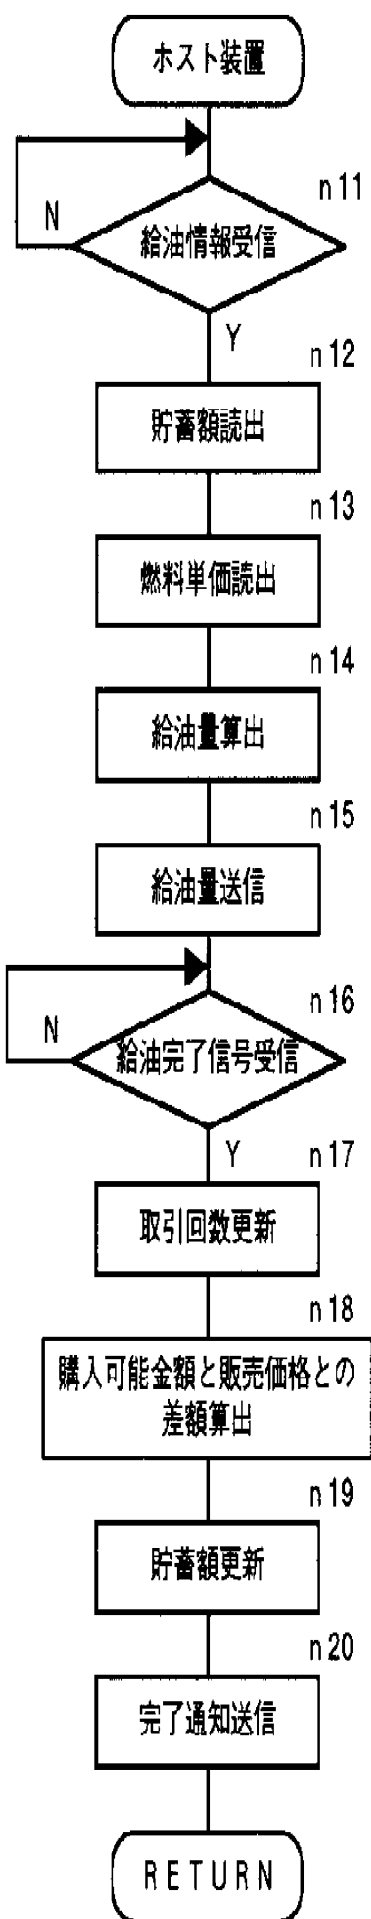 ホスト装置
n11
N
給油情報受信
Y
n12
貯蓄額読出
n13
燃料単価読出
n14
給油量算出
n15
給油量送信
n16
N
給油完了信号受信
Y
n17
取引回数更新
n18
購入可能金額と販売価格との
差額算出
n19
貯蓄額更新
n20
完了通知送信
RETURN